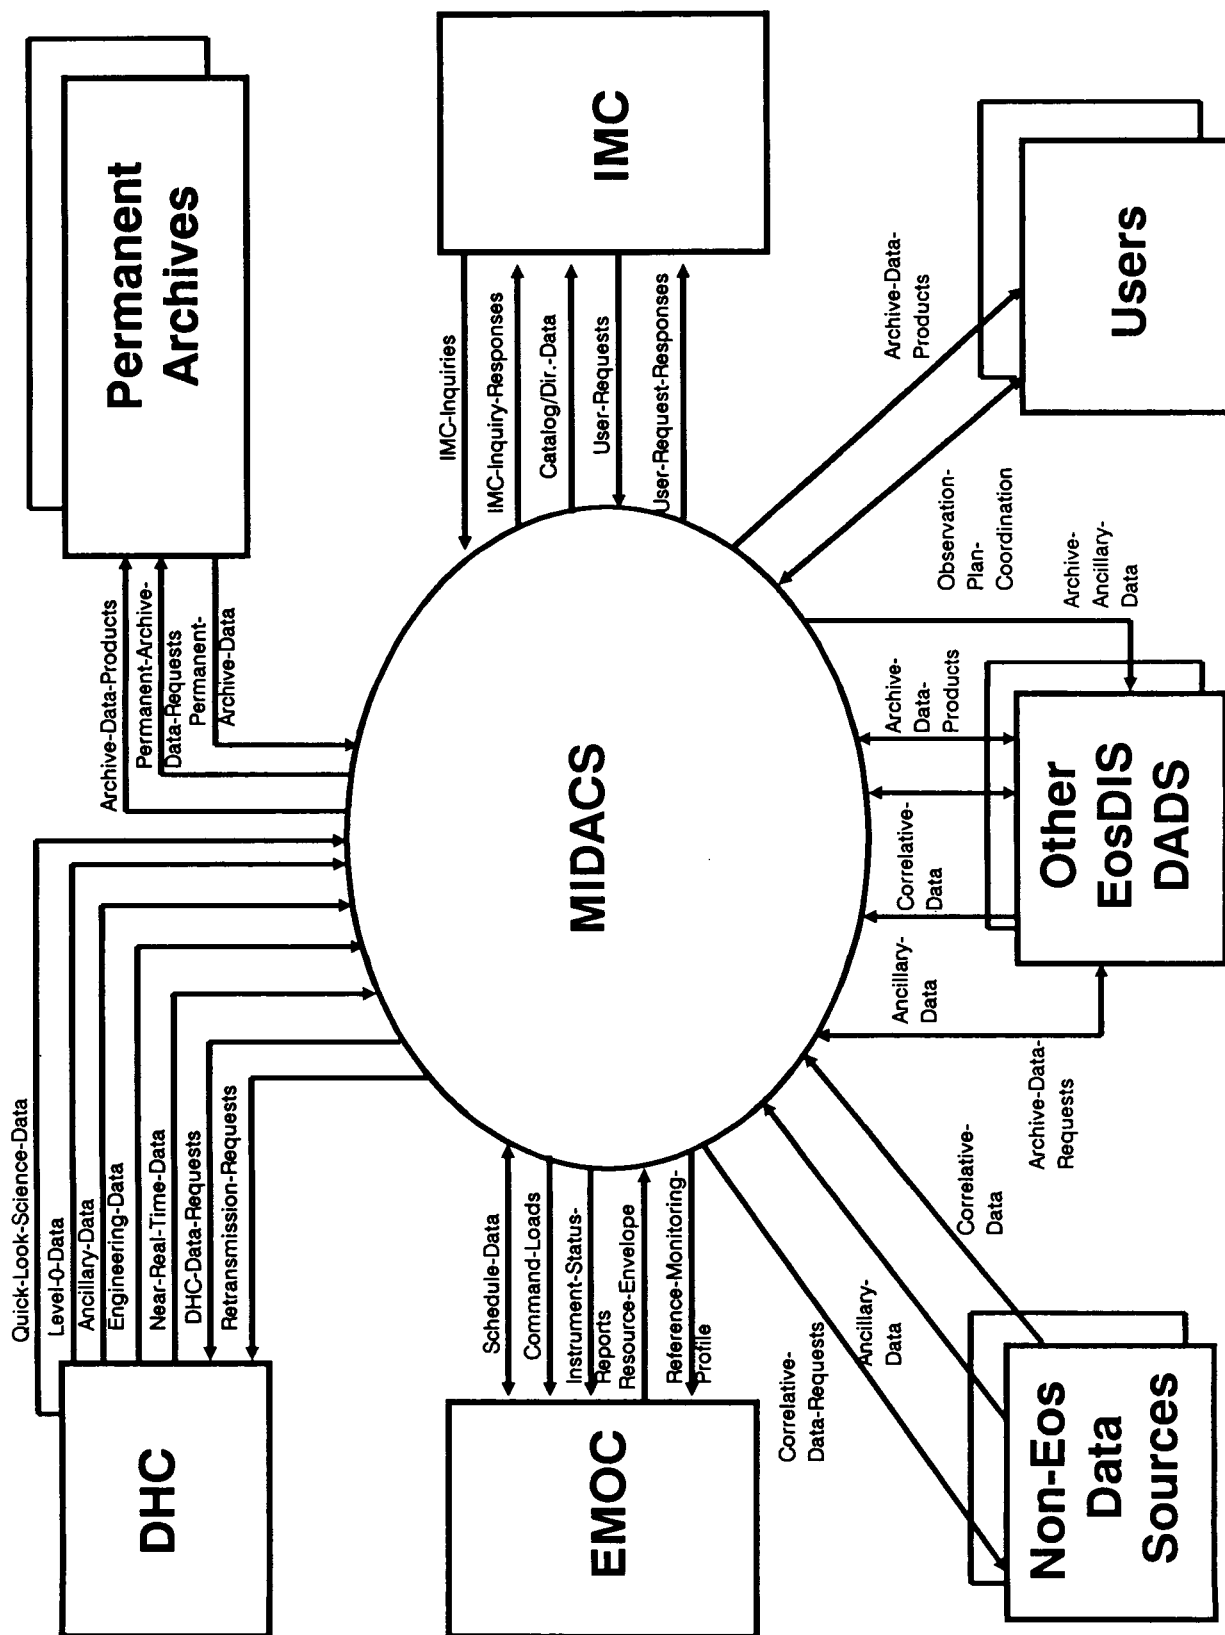 DHC
Quick-Look-Science-Data
Level-0-Data
Ancillary-Data
Engineering-Data
Near-Real-Time-Data
DHC-Data-Requests
Retransmission-Requests
Archive-Data-Products
Permanent-Archive-
Data-Requests
Permanent-
Archive-Data
Permanent
Archives
EMOC
Schedule-Data
Command-Loads
Instrument-Status-
Reports
Resource-Envelope
Reference-Monitoring-
Profile
MIDACS
IMC-Inquiries
IMC-Inquiry-Responses
Catalog/Dir.-Data
User-Requests
User-Request-Responses
IMC
Non-Eos
Data
Sources
Correlative-
Data-Requests
Ancillary-
Data
Correlative-
Data
Archive-Data-
Requests
Ancillary-
Data
Correlative-
Data
Archive-
Data-
Products
Archive-
Ancillary-
Data
Other
EosDIS
DADS
Observation-
Plan-
Coordination
Archive-Data-
Products
Users